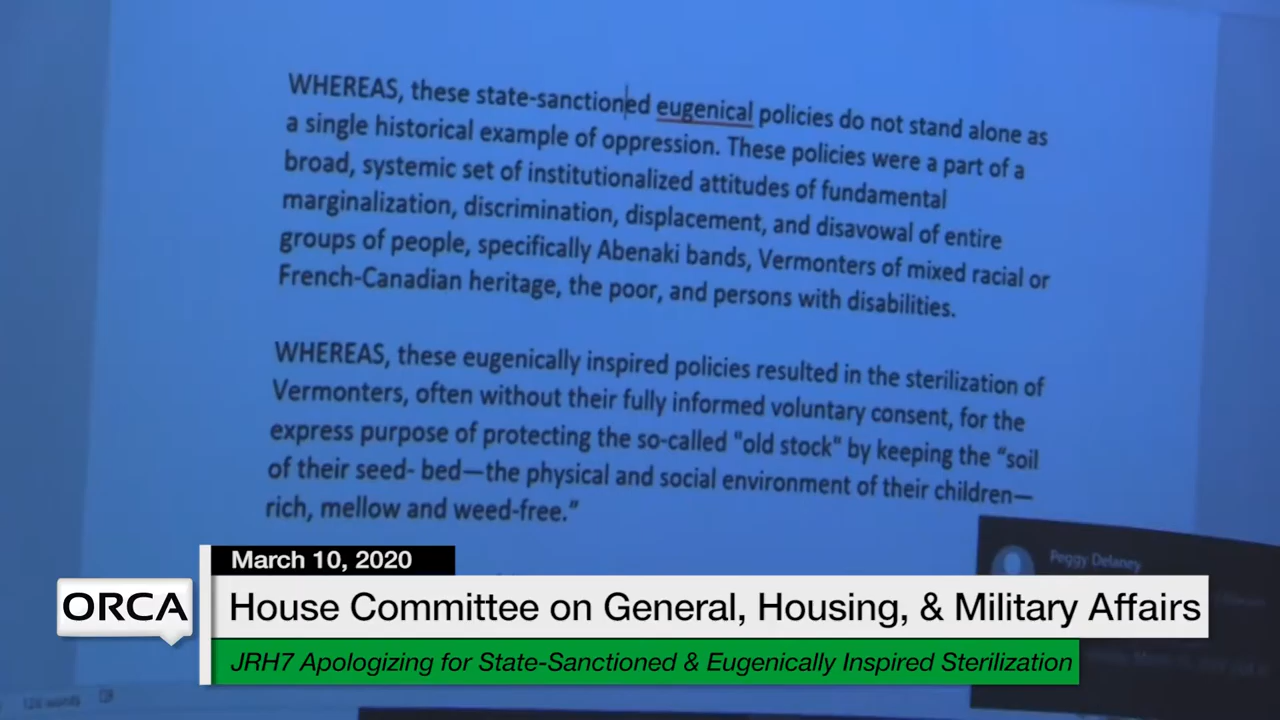 WHEREAS, these state-sanctioned eugenical policies do not stand alone as
a single historical example of oppression. These policies were a part of a
broad, systemic set of institutionalized attitudes of fundamental
marginalization, discrimination, displacement, and disavowal of entire
groups of people, specifically Abenaki bands, Vermonters of mixed racial or
French-Canadian heritage, the poor, and persons with disabilities.
WHEREAS, these eugenically inspired policies resulted in the sterilization of
Vermonters, often without their fully informed voluntary consent, for the
express purpose of protecting the so-called "old stock" by keeping the “soil
of their seed- bed—the physical and social environment of their children—
rich, mellow and weed-free.”
Peggy Delaney
March 10, 2020
ORCA
House Committee on General, Housing, & Military Affairs
JRH7 Apologizing for State-Sanctioned & Eugenically Inspired Sterilization
words